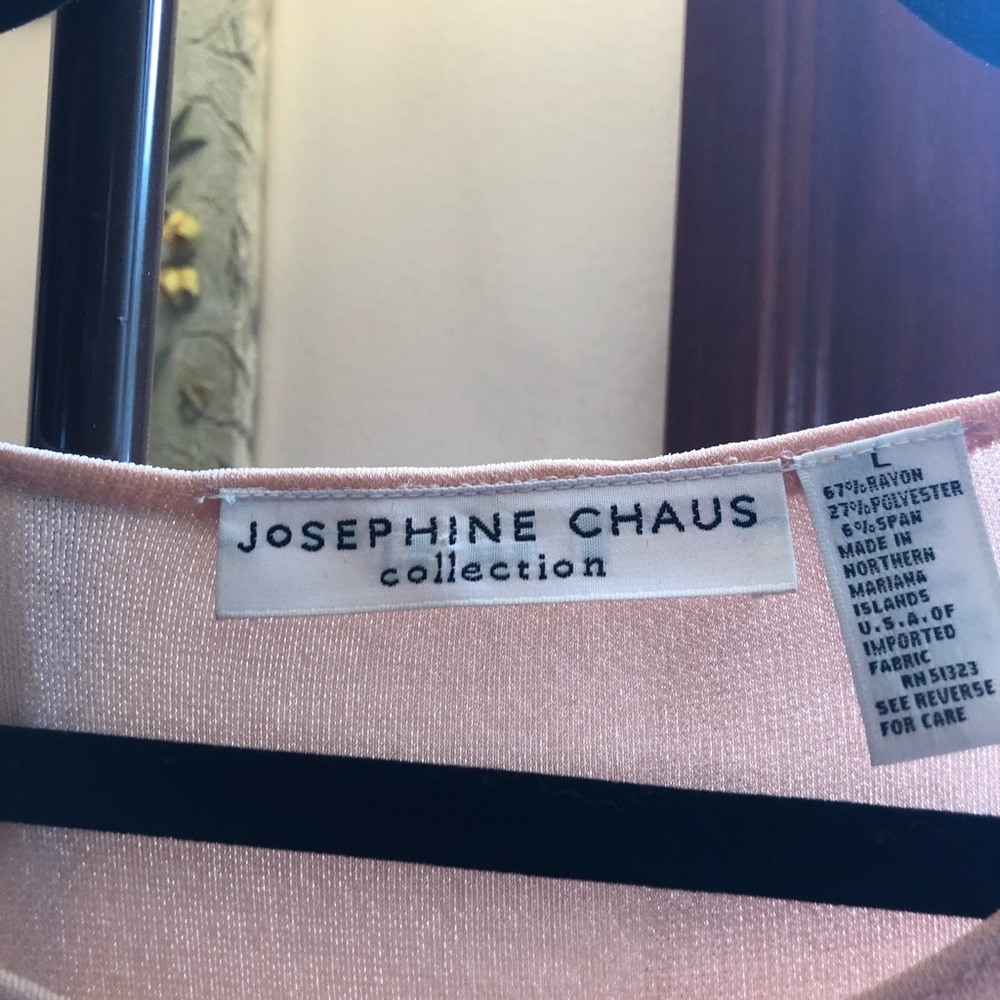 JoSEPHINE CHAUS
collection
L
67% RAYON
27% POLYESTER
6% SPAN
MADE IN
NORTHERN
MARIANA
ISLANDS
U.S.A. OF
IMPORTED
FABRIC
RN 51323
SEE REVERSE
FOR CARE